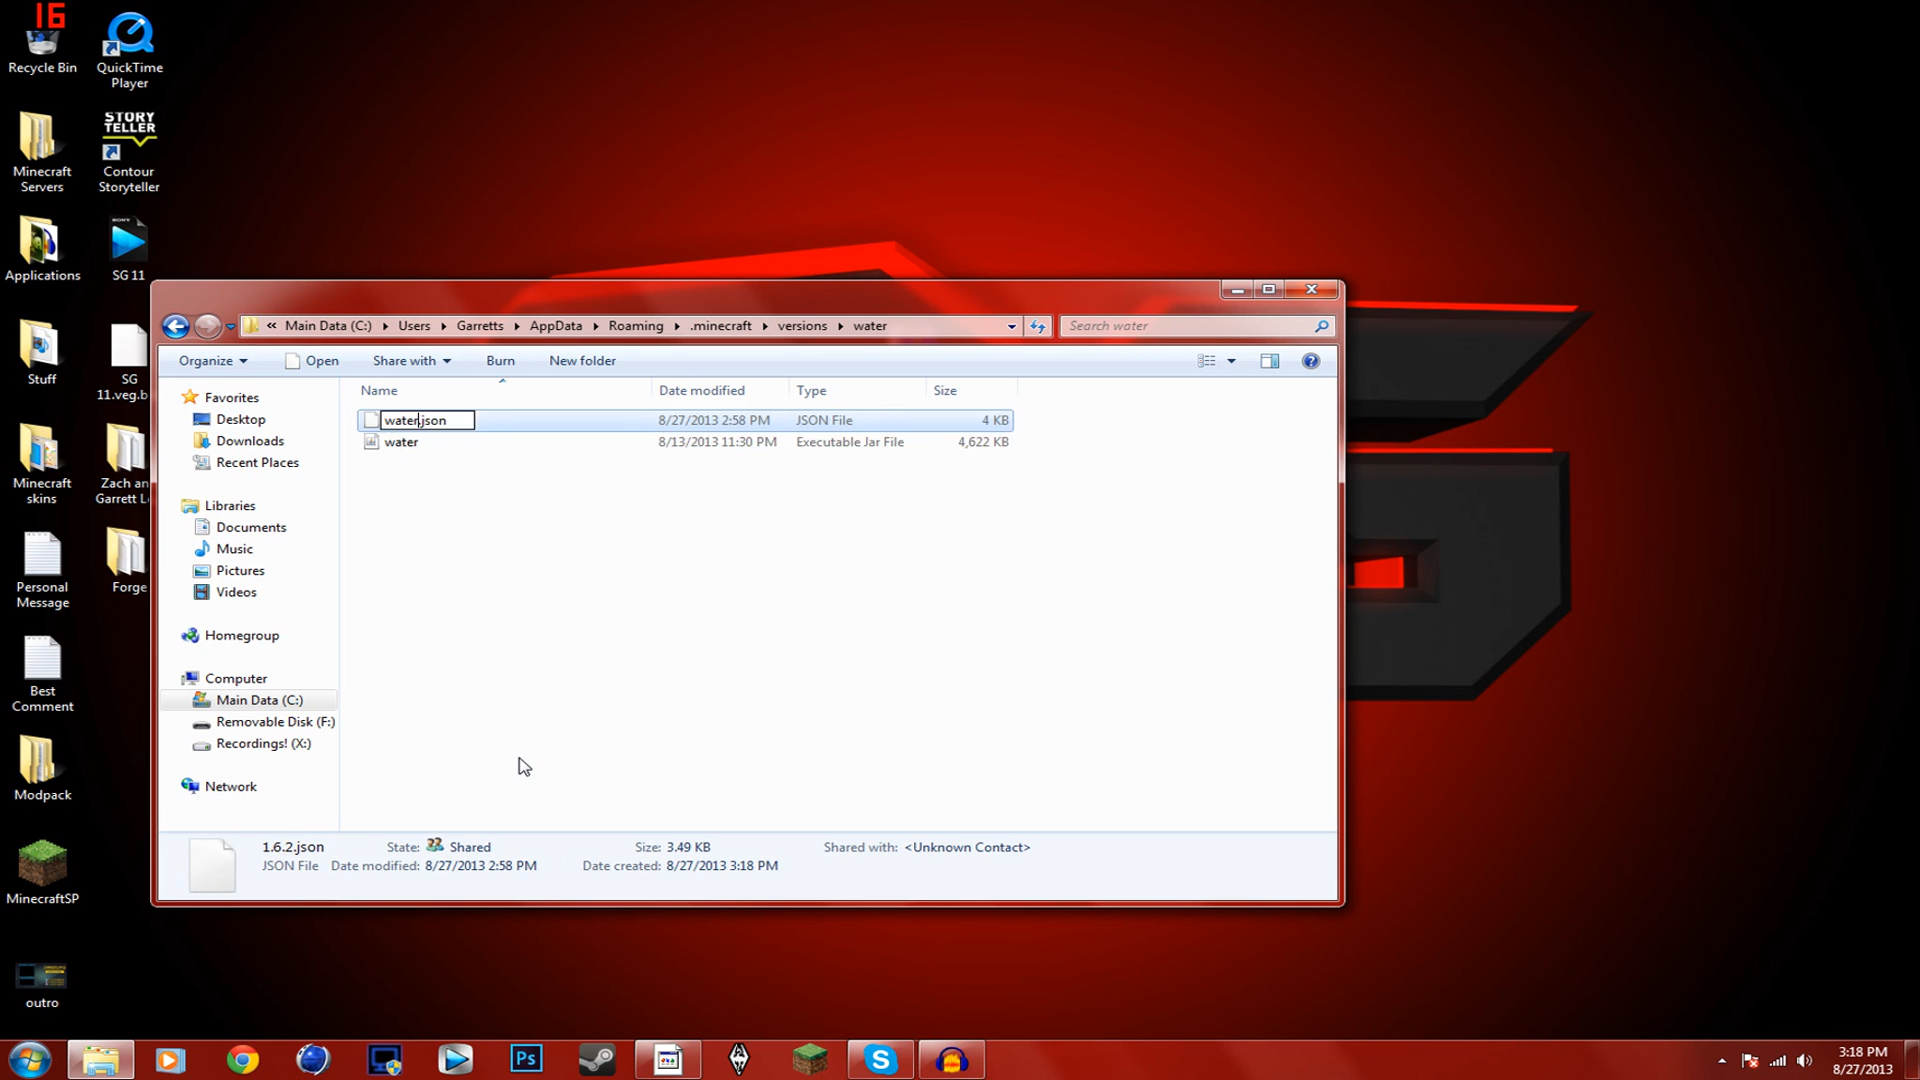 16
Recycle Bin
QuickTime
Player
STORY
TELLER
Minecraft
Servers
Contour
Storyteller
Applications
SONY
SG 11
Stuff
SG
11.veg.b
Minecraft
skins
Zach an
Garrett L
Personal
Message
Forge
Best
Comment
Modpack
MinecraftSP
outro
« Main Data (C:) Users Garretts AppData Roaming .minecraft versions water
Search water
Organize Open Share with Burn New folder
Name Date modified Type Size
water.json 8/27/2013 2:58 PM JSON File 4 KB
water 8/13/2013 11:30 PM Executable Jar File 4,622 KB
Favorites
Desktop
Downloads
Recent Places
Libraries
Documents
Music
Pictures
Videos
Homegroup
Computer
Main Data (C:)
Removable Disk (F:)
Recordings! (X:)
Network
1.6.2.json State: Shared Size: 3.49 KB Shared with: <Unknown Contact>
JSON File Date modified: 8/27/2013 2:58 PM Date created: 8/27/2013 3:18 PM
Ps
3:18 PM
8/27/2013